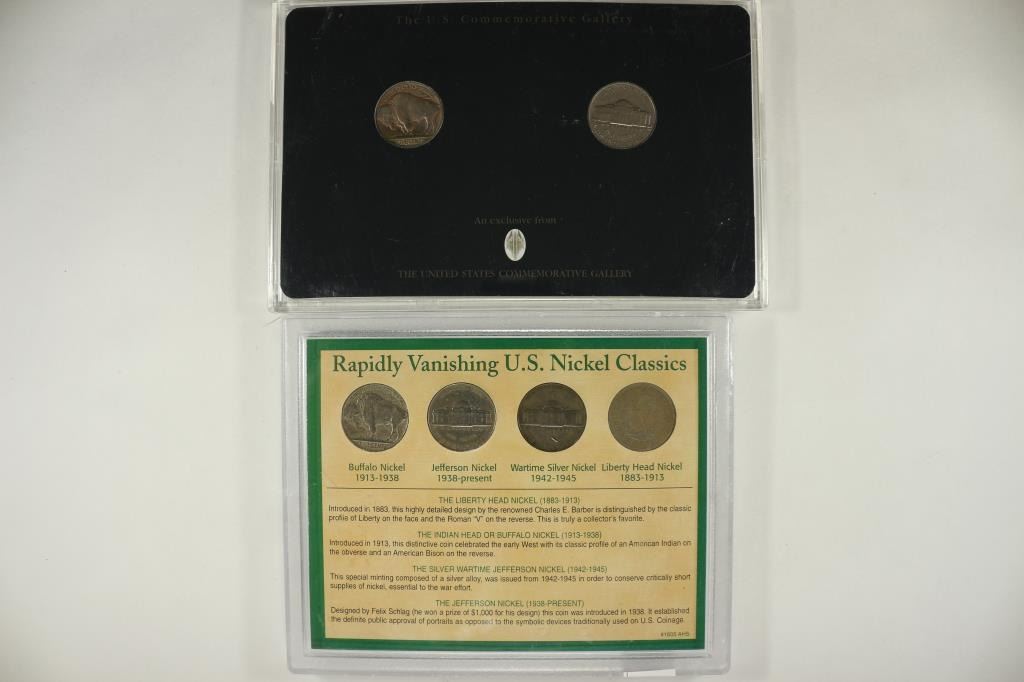 The U.S. Commemorative Gallery
An exclusive from
THE UNITED STATES COMMEMORATIVE GALLERY
Rapidly Vanishing U.S. Nickel Classics
Buffalo Nickel
1913-1938
Jefferson Nickel
1938-present
Wartime Silver Nickel
1942-1945
Liberty Head Nickel
1883-1913
THE LIBERTY HEAD NICKEL (1883-1913)
Introduced in 1883, this highly detailed design by the renowned Charles E. Barber is distinguished by the classic
profile of Liberty on the face and the Roman "V" on the reverse. This is truly a collector's favorite.
THE INDIAN HEAD OR BUFFALO NICKEL (1913-1938)
Introduced in 1913, this distinctive coin celebrated the early West with its classic profile of an American Indian on
the obverse and an American Bison on the reverse.
THE SILVER WARTIME JEFFERSON NICKEL (1942-1945)
This special minting composed of a silver alloy, was issued from 1942-1945 in order to conserve critically short
supplies of nickel, essential to the war effort.
THE JEFFERSON NICKEL (1938-PRESENT)
Designed by Felix Schlag (he won a prize of $1,000 for his design) this coin was introduced in 1938. It established
the definite public approval of portraits as opposed to the symbolic devices traditionally used on U.S. Coinage.
#1605 AHS